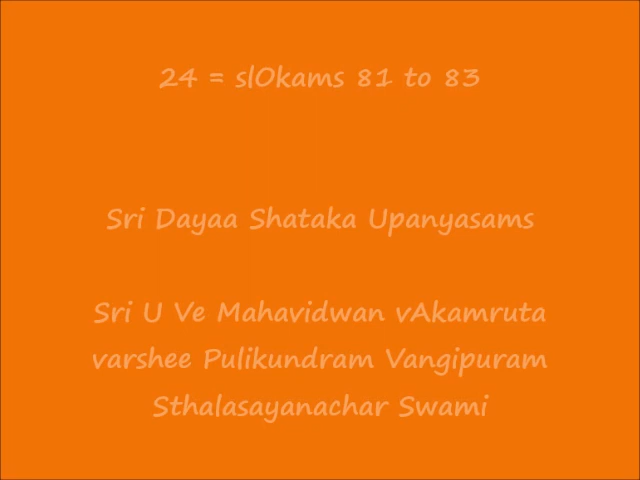 24 = slOkams 81 to 83
Sri Dayaa Shataka Upanyasams
Sri U Ve Mahavidwan vAkamruta
varshee Pulikundram Vangipuram
Sthalasayanachar Swami